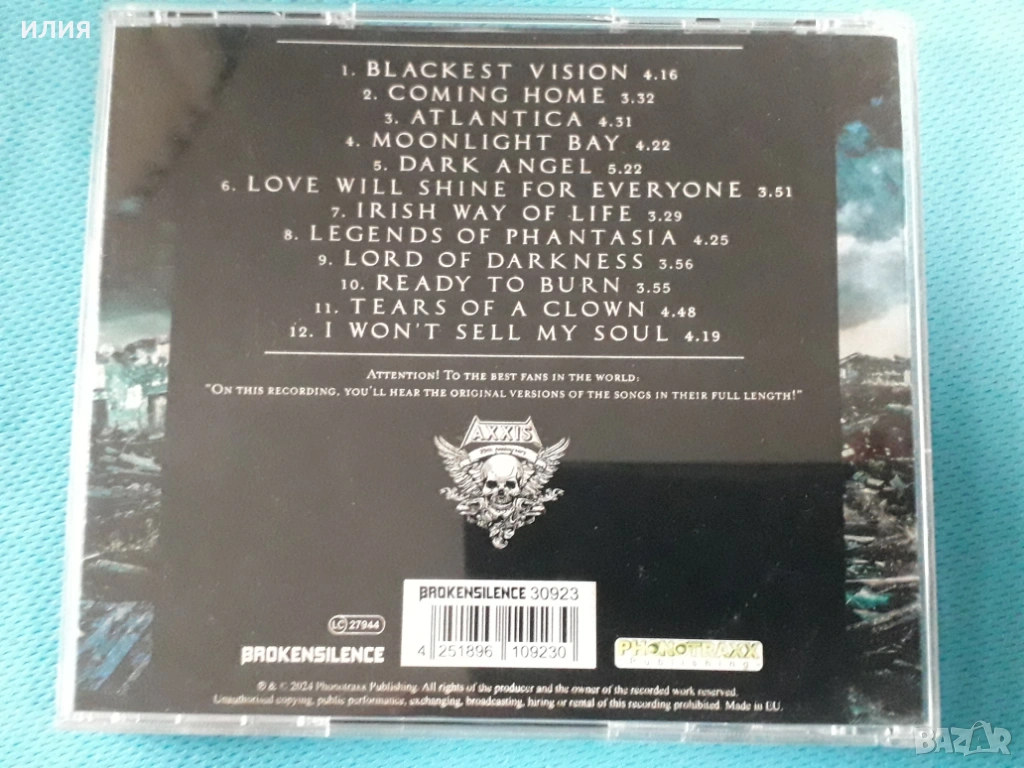 илия
1. BLACKEST VISION 4.16
2. COMING HOME 3.32
3. ATLANTICA 4.31
4. MOONLIGHT BAY 4.22
5. DARK ANGEL 5.22
6. LOVE WILL SHINE FOR EVERYONE 3.51
7. IRISH WAY OF LIFE 3.29
8. LEGENDS OF PHANTASIA 4.25
9. LORD OF DARKNESS 3.56
10. READY TO BURN 3.55
11. TEARS OF A CLOWN 4.48
12. I WON'T SELL MY SOUL 4.19
ATTENTION! TO THE BEST FANS IN THE WORLD:
"ON THIS RECORDING, YOU'LL HEAR THE ORIGINAL VERSIONS OF THE SONGS IN THEIR FULL LENGTH!"
AXXIS
BROKENSILENCE 30923
LC 27944
BROKENSILENCE
4 251896 109230
PHONOTRAXX
Publishing
℗ & © 2024 Phonotraxx Publishing. All rights of the producer and the owner of the recorded work reserved.
Unauthorised copying, public performance, exchanging, broadcasting, hiring or rental of this recording prohibited. Made in EU.
BAZAR